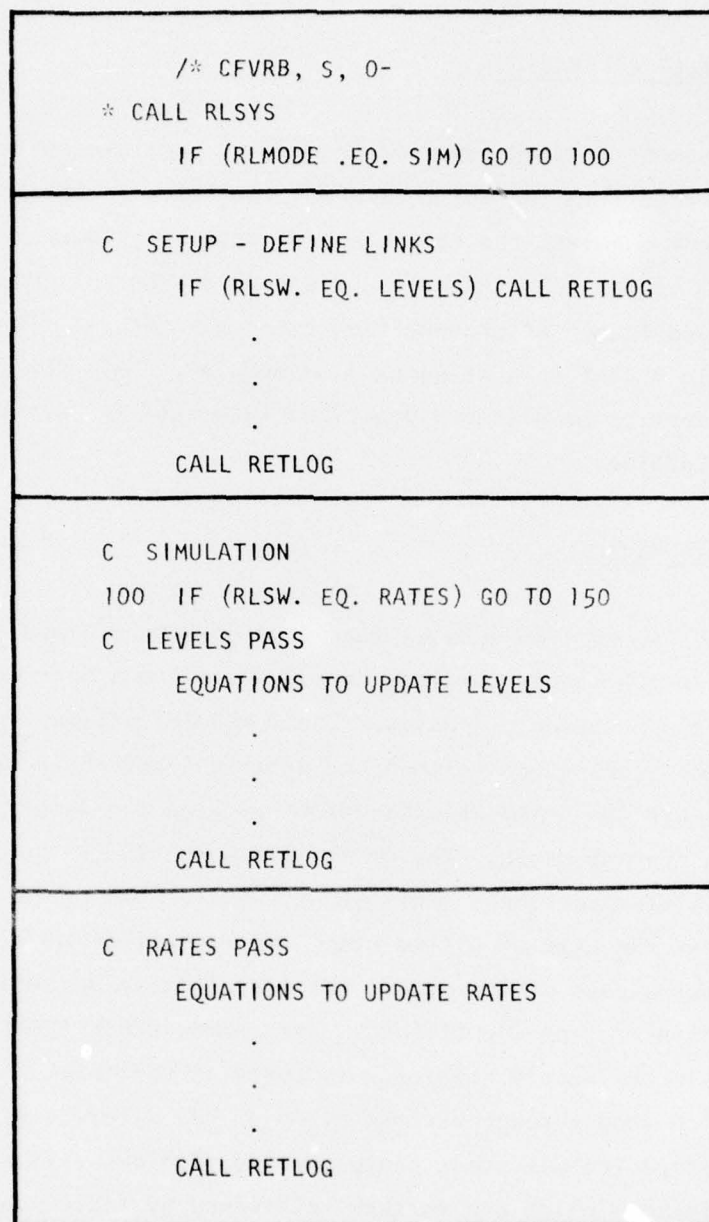 /* CFVRB, S, O-
* CALL RLSYS
IF (RLMODE .EQ. SIM) GO TO 100
C SETUP - DEFINE LINKS
IF (RLSW. EQ. LEVELS) CALL RETLOG
.
.
.
CALL RETLOG
C SIMULATION
100 IF (RLSW. EQ. RATES) GO TO 150
C LEVELS PASS
EQUATIONS TO UPDATE LEVELS
.
.
.
CALL RETLOG
C RATES PASS
EQUATIONS TO UPDATE RATES
.
.
.
CALL RETLOG